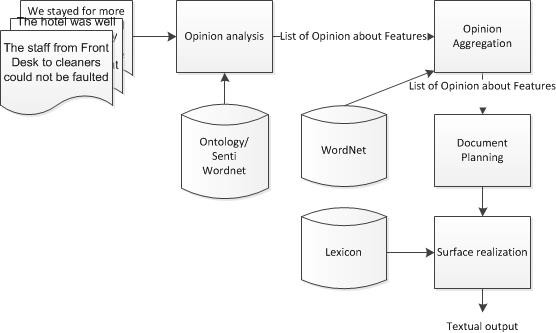 We stayed for more
The hotel was well
The staff from Front
Desk to cleaners
could not be faulted
Opinion analysis
List of Opinion about Features
Opinion
Aggregation
List of Opinion about Features
Ontology/
Senti
Wordnet
WordNet
Document
Planning
Lexicon
Surface realization
Textual output